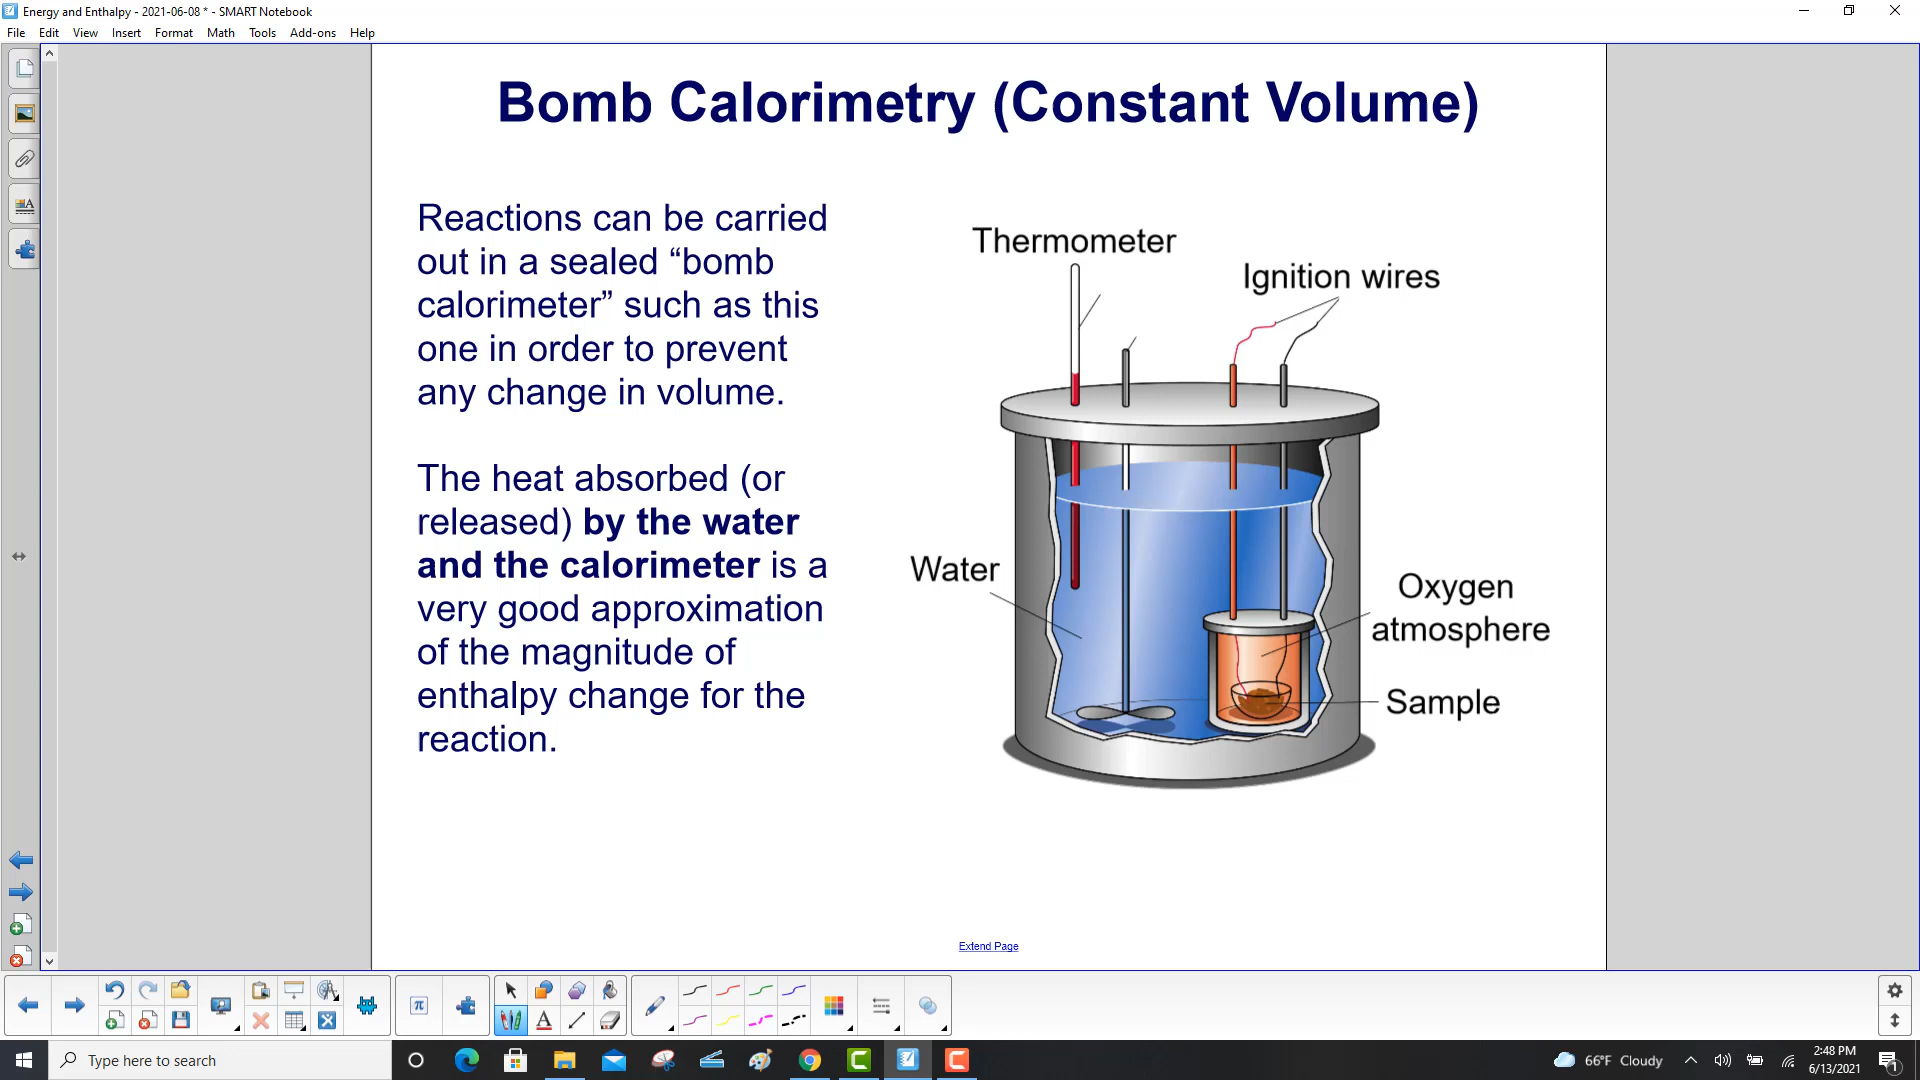 Energy and Enthalpy - 2021-06-08 * - SMART Notebook
File Edit View Insert Format Math Tools Add-ons Help
Bomb Calorimetry (Constant Volume)
Reactions can be carried
out in a sealed “bomb
calorimeter” such as this
one in order to prevent
any change in volume.
The heat absorbed (or
released) by the water
and the calorimeter is a
very good approximation
of the magnitude of
enthalpy change for the
reaction.
Thermometer
Ignition wires
Water
Oxygen
atmosphere
Sample
Extend Page
π
A
Type here to search
66°F Cloudy
2:48 PM
6/13/2021
1